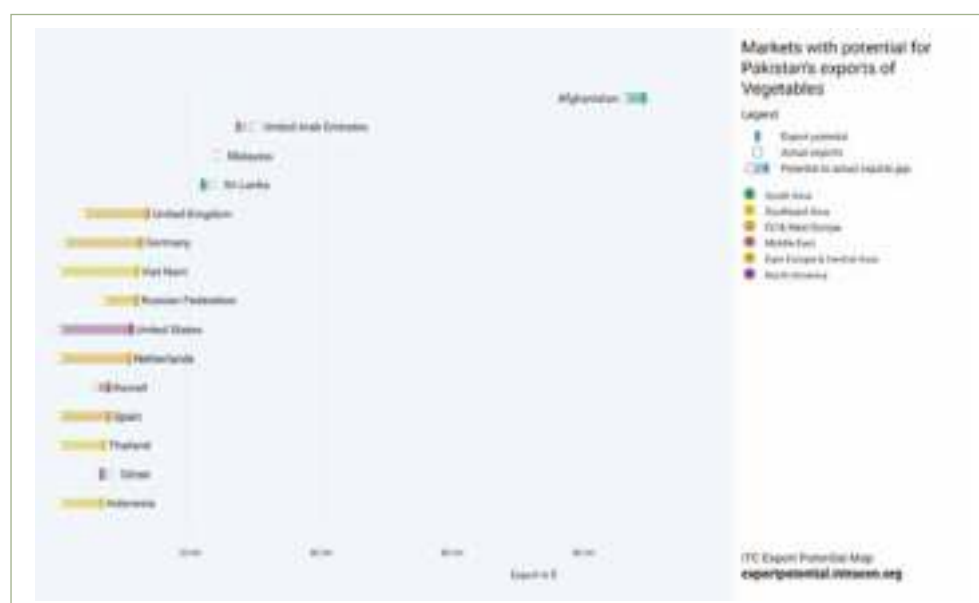 Markets with potential for
Pakistan's exports of
Vegetables
Legend
Export potential
Actual exports
Potential to actual exports gap
South Asia
Southeast Asia
EU & West Europe
Middle East
East Europe & Central Asia
North America
Afghanistan
United Arab Emirates
Malaysia
Sri Lanka
United Kingdom
Germany
Viet Nam
Russian Federation
United States
Netherlands
Kuwait
Spain
Thailand
Oman
Indonesia
Export in $
ITC Export Potential Map
exportpotential.intracen.org